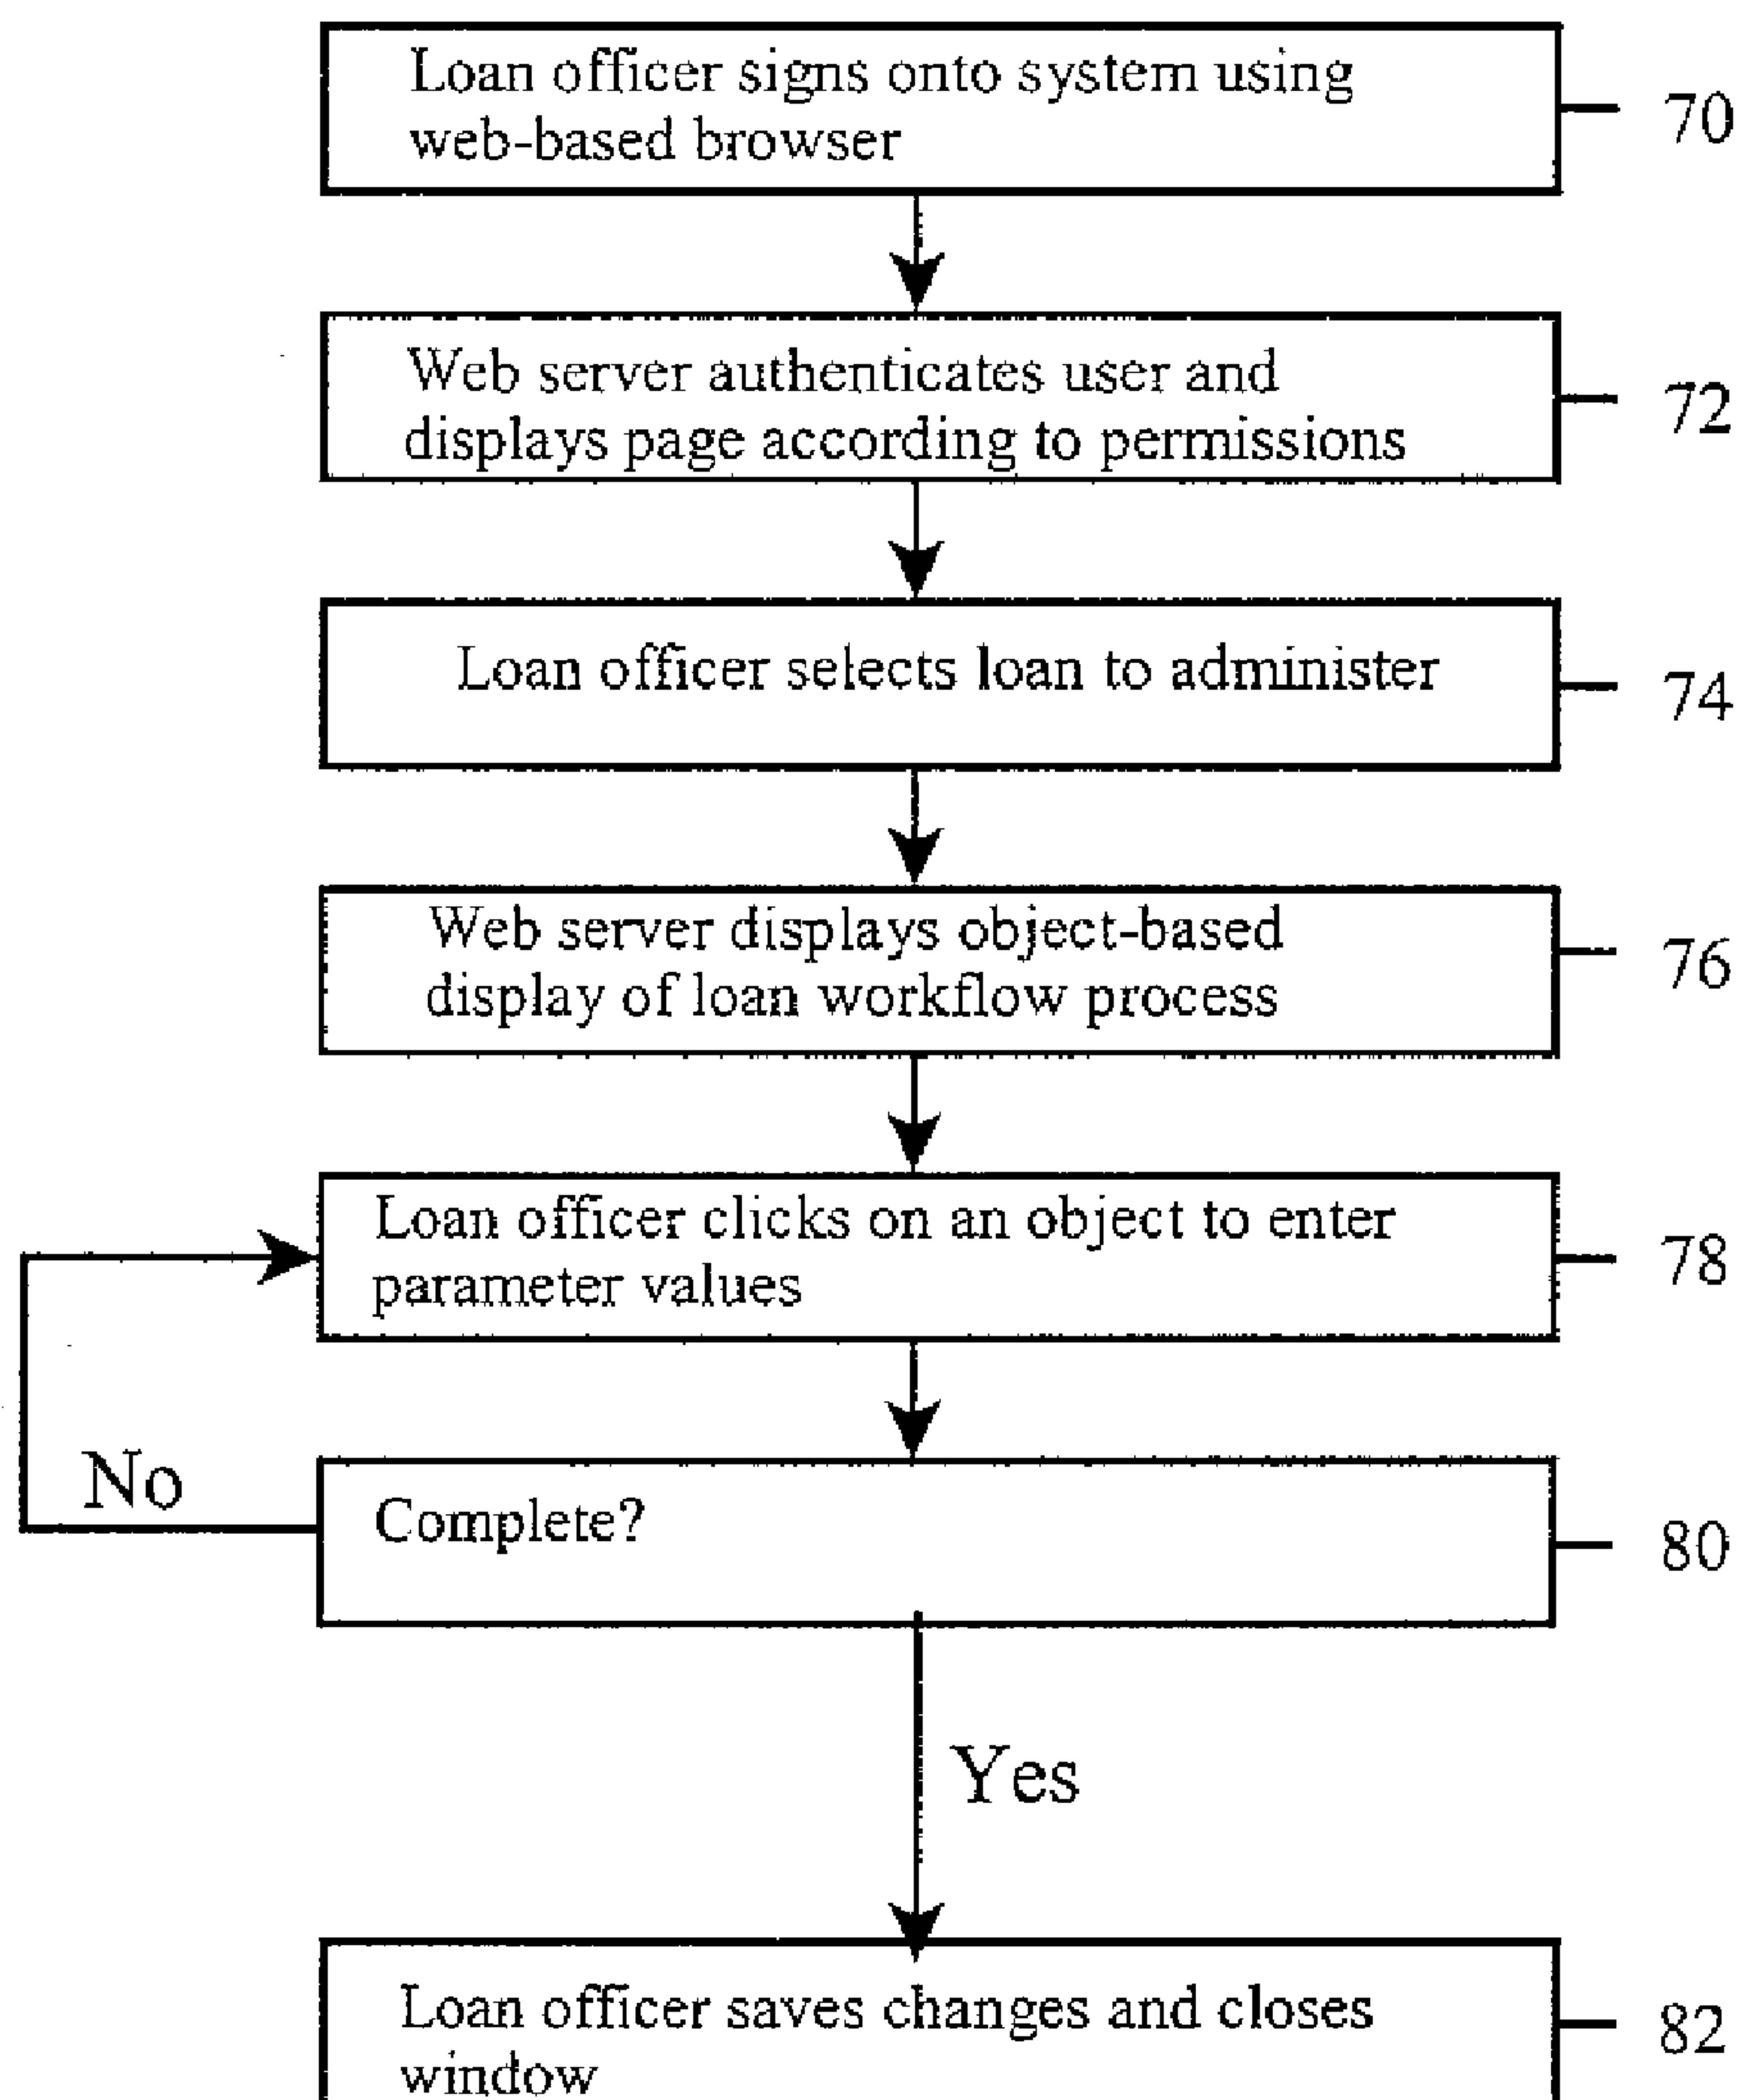 Loan officer signs onto system using
web-based browser
70
Web server authenticates user and
displays page according to permissions
72
Loan officer selects loan to administer
74
Web server displays object-based
display of loan workflow process
76
Loan officer clicks on an object to enter
parameter values
78
No
Complete?
80
Yes
Loan officer saves changes and closes
window
82